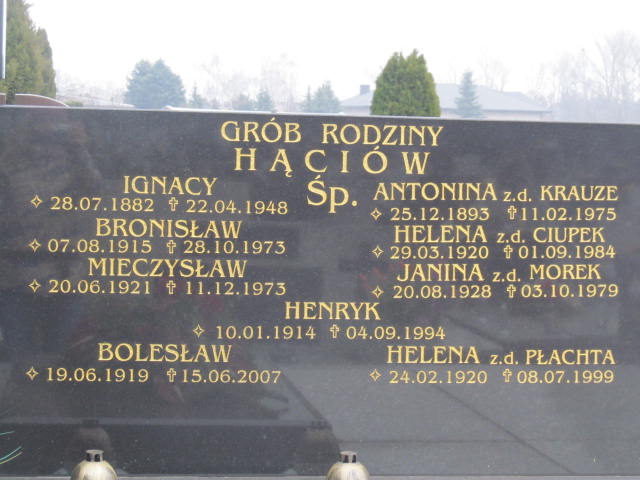 GRÓB RODZINY
HĄCIÓW
IGNACY Śp. ANTONINA z.d. KRAUZE
✧ 28.07.1882 ✝ 22.04.1948 ✧ 25.12.1893 ✝ 11.02.1975
BRONISŁAW HELENA z.d. CIUPEK
✧ 07.08.1915 ✝ 28.10.1973 ✧ 29.03.1920 ✝ 01.09.1984
MIECZYSŁAW JANINA z.d. MOREK
✧ 20.06.1921 ✝ 11.12.1973 ✧ 20.08.1928 ✝ 03.10.1979
HENRYK
✧ 10.01.1914 ✝ 04.09.1994
BOLESŁAW HELENA z.d. PŁACHTA
✧ 19.06.1919 ✝ 15.06.2007 ✧ 24.02.1920 ✝ 08.07.1999